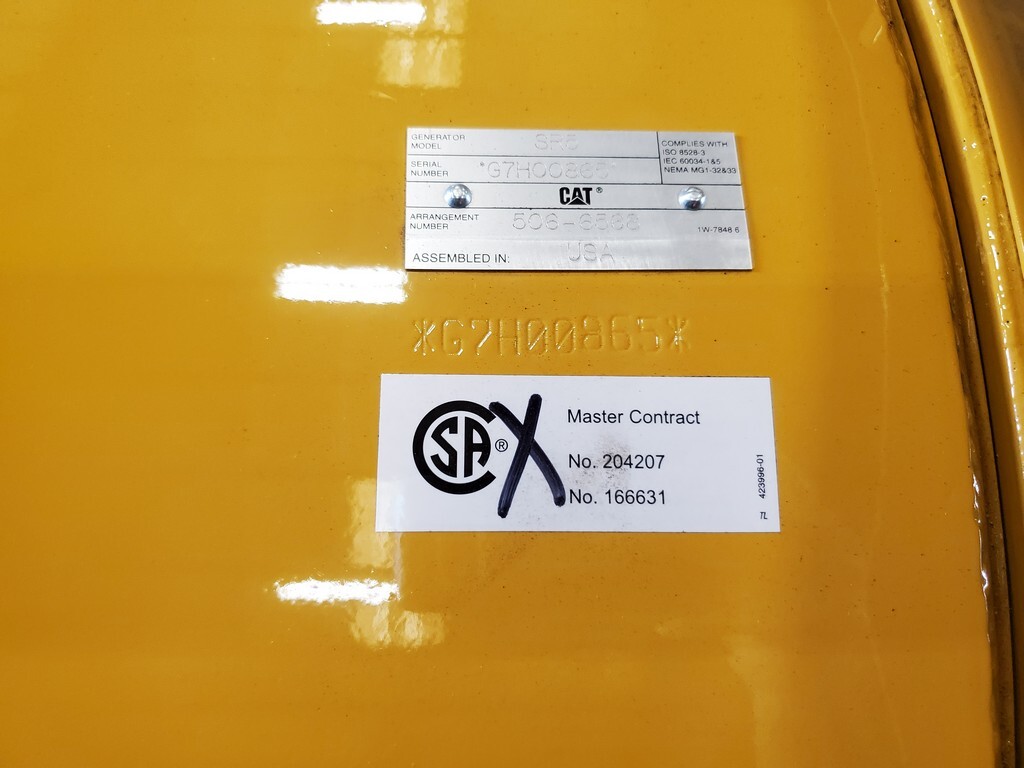 GENERATOR MODEL SR5
SERIAL NUMBER *G7H00865*
COMPLIES WITH
ISO 8528-3
IEC 60034-1&5
NEMA MG1-32&33
CAT®
ARRANGEMENT NUMBER
1W-7848 6
ASSEMBLED IN: USA
*G7H00865*
CSA ® X
Master Contract
No. 204207
No. 166631
423996-01
TL